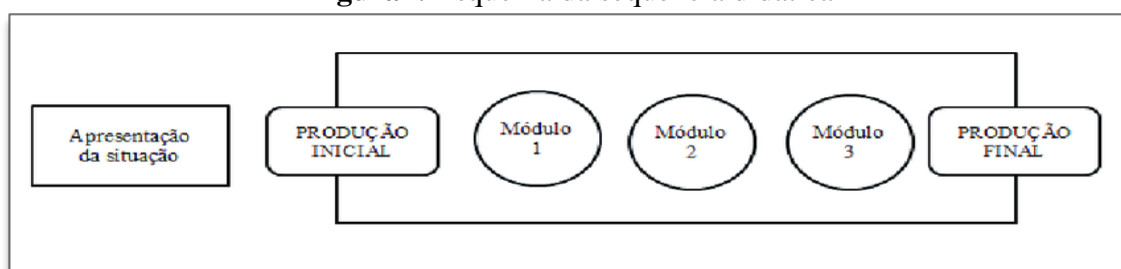 Apresentação
da situação
PRODUÇÃO
INICIAL
Módulo
1
Módulo
2
Módulo
3
PRODUÇÃO
FINAL